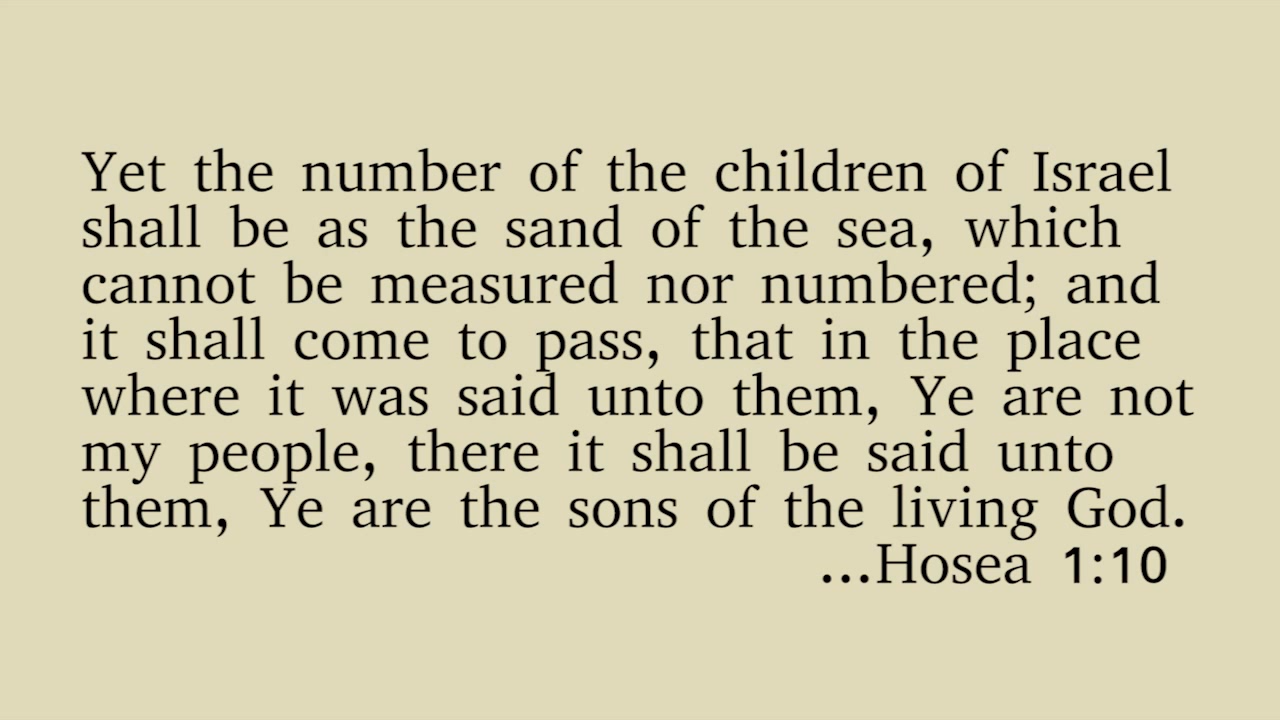 Yet the number of the children of Israel
shall be as the sand of the sea, which
cannot be measured nor numbered; and
it shall come to pass, that in the place
where it was said unto them, Ye are not
my people, there it shall be said unto
them, Ye are the sons of the living God.
...Hosea 1:10